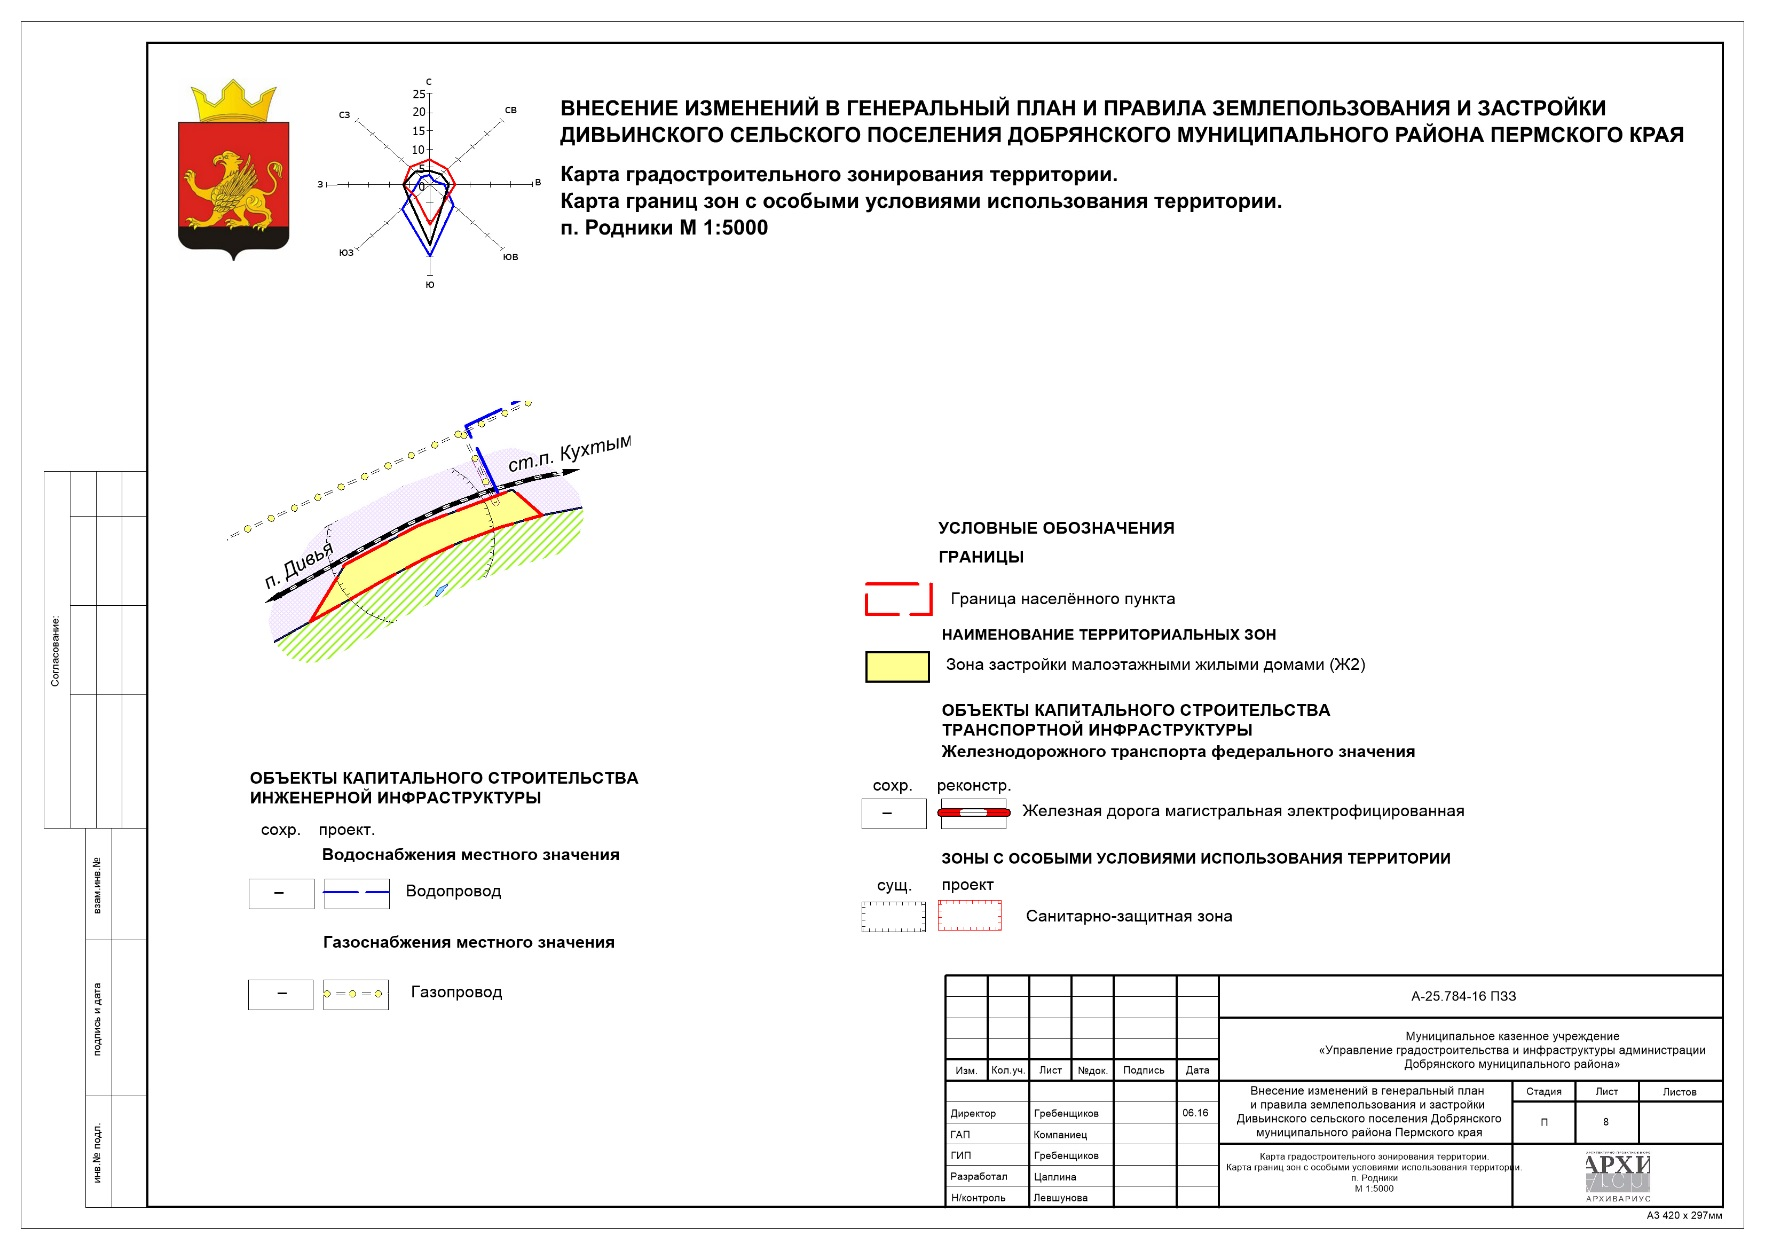 С
25
20
15
10
5
0
СЗ
СВ
З
В
ЮЗ
ЮВ
Ю
ВНЕСЕНИЕ ИЗМЕНЕНИЙ В ГЕНЕРАЛЬНЫЙ ПЛАН И ПРАВИЛА ЗЕМЛЕПОЛЬЗОВАНИЯ И ЗАСТРОЙКИ
ДИВЬИНСКОГО СЕЛЬСКОГО ПОСЕЛЕНИЯ ДОБРЯНСКОГО МУНИЦИПАЛЬНОГО РАЙОНА ПЕРМСКОГО КРАЯ
Карта градостроительного зонирования территории.
Карта границ зон с особыми условиями использования территории.
п. Родники М 1:5000
ст.п. Кухтым
п. Дивья
УСЛОВНЫЕ ОБОЗНАЧЕНИЯ
ГРАНИЦЫ
Граница населённого пункта
НАИМЕНОВАНИЕ ТЕРРИТОРИАЛЬНЫХ ЗОН
Зона застройки малоэтажными жилыми домами (Ж2)
ОБЪЕКТЫ КАПИТАЛЬНОГО СТРОИТЕЛЬСТВА
ТРАНСПОРТНОЙ ИНФРАСТРУКТУРЫ
Железнодорожного транспорта федерального значения
сохр. реконстр.
– Железная дорога магистральная электрофицированная
ЗОНЫ С ОСОБЫМИ УСЛОВИЯМИ ИСПОЛЬЗОВАНИЯ ТЕРРИТОРИИ
сущ. проект
Санитарно-защитная зона
ОБЪЕКТЫ КАПИТАЛЬНОГО СТРОИТЕЛЬСТВА
ИНЖЕНЕРНОЙ ИНФРАСТРУКТУРЫ
сохр. проект.
Водоснабжения местного значения
– Водопровод
Газоснабжения местного значения
– Газопровод
Согласование:
взам.инв.№
подпись и дата
инв.№ подл.
А-25.784-16 ПЗЗ
Муниципальное казенное учреждение
«Управление градостроительства и инфраструктуры администрации
Добрянского муниципального района»
Изм. Кол.уч. Лист №док. Подпись Дата
Директор Гребенщиков 06.16
ГАП Компаниец
ГИП Гребенщиков
Разработал Цаплина
Н/контроль Левшунова
Внесение изменений в генеральный план
и правила землепользования и застройки
Дивьинского сельского поселения Добрянского
муниципального района Пермского края
Стадия Лист Листов
П 8
Карта градостроительного зонирования территории.
Карта границ зон с особыми условиями использования территории.
п. Родники
М 1:5000
АРХИ
АРХИВАРИУС
А3 420 х 297мм